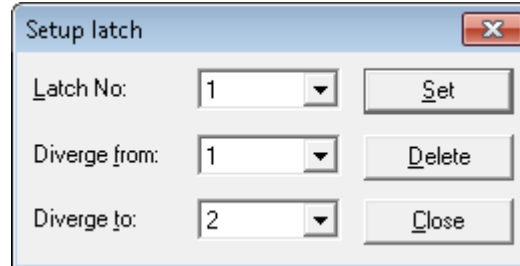 Setup latch
Latch No: 1 Set
Diverge from: 1 Delete
Diverge to: 2 Close